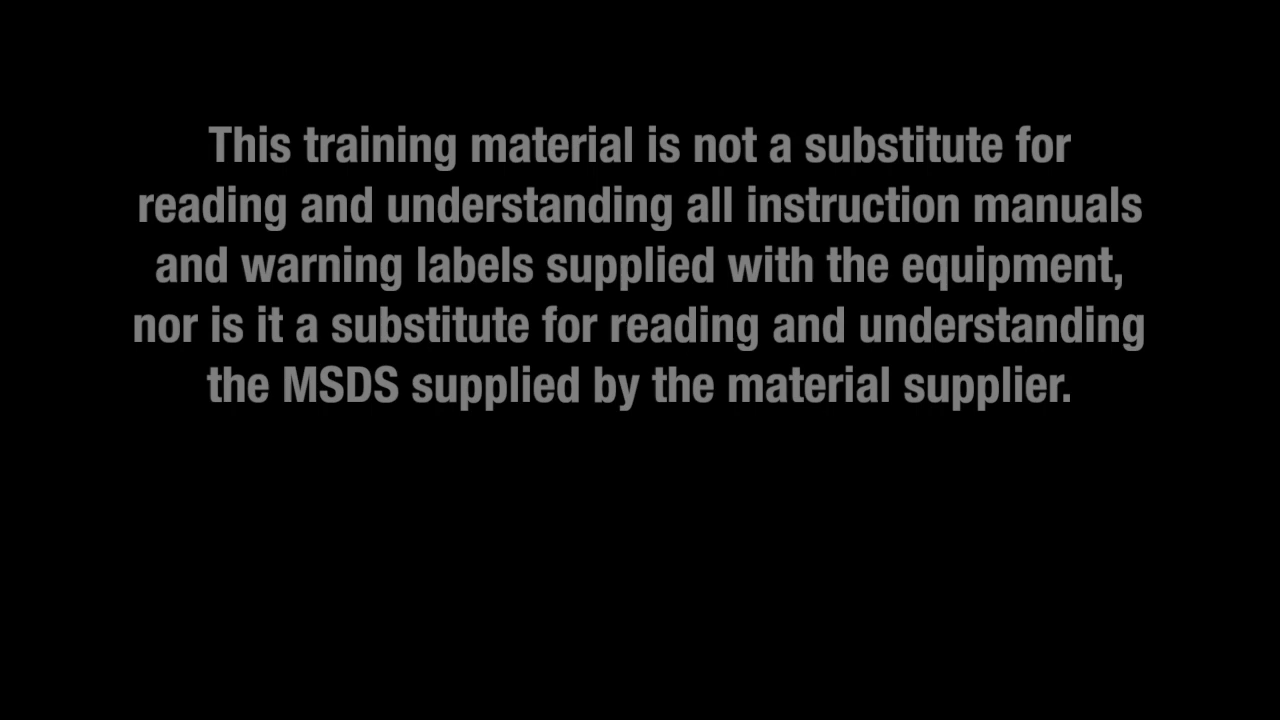 This training material is not a substitute for
reading and understanding all instruction manuals
and warning labels supplied with the equipment,
nor is it a substitute for reading and understanding
the MSDS supplied by the material supplier.